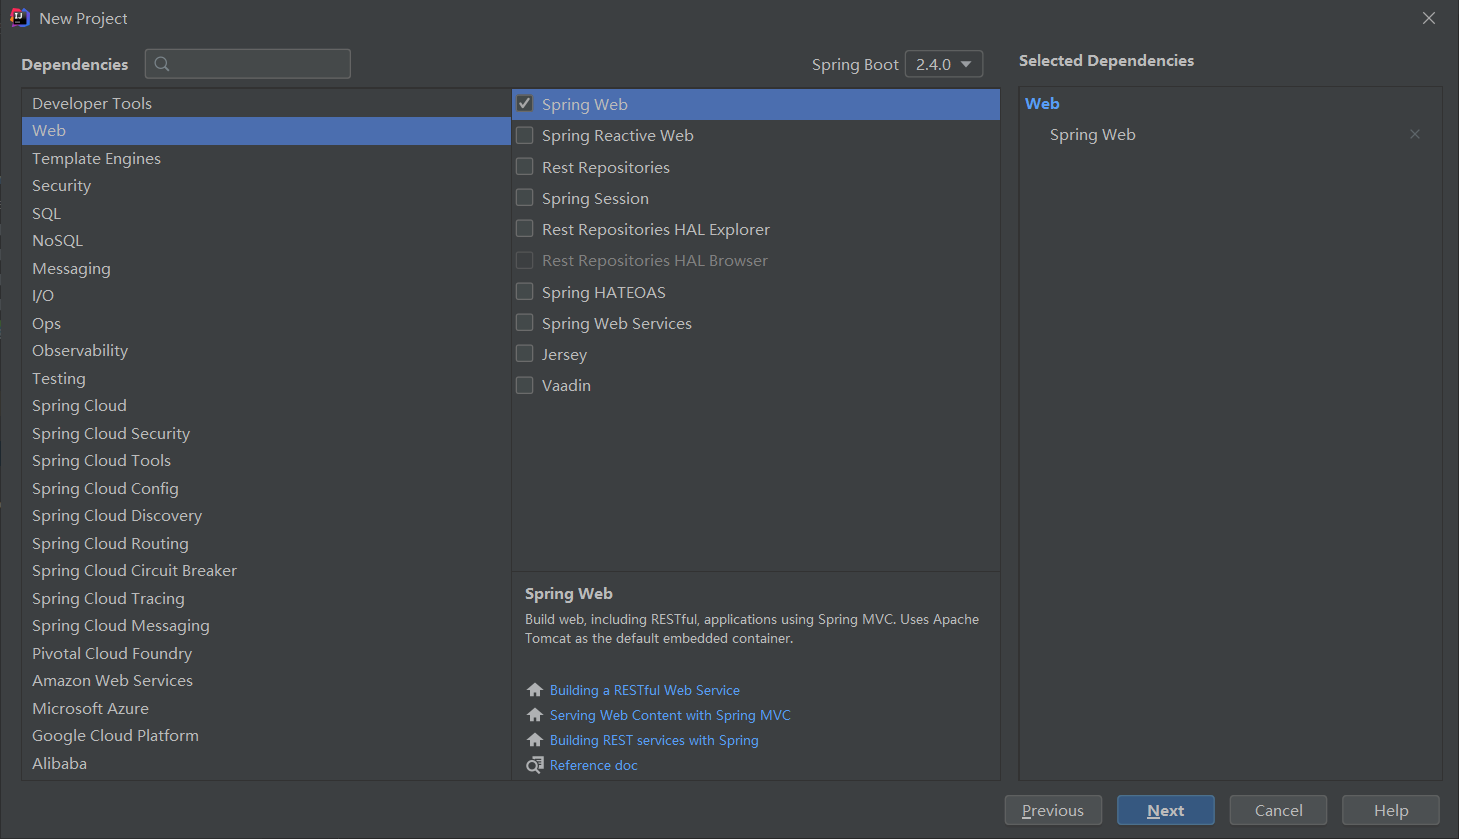 New Project
Dependencies
Spring Boot 2.4.0
Selected Dependencies
Developer Tools
Web
Template Engines
Security
SQL
NoSQL
Messaging
I/O
Ops
Observability
Testing
Spring Cloud
Spring Cloud Security
Spring Cloud Tools
Spring Cloud Config
Spring Cloud Discovery
Spring Cloud Routing
Spring Cloud Circuit Breaker
Spring Cloud Tracing
Spring Cloud Messaging
Pivotal Cloud Foundry
Amazon Web Services
Microsoft Azure
Google Cloud Platform
Alibaba
Spring Web
Spring Reactive Web
Rest Repositories
Spring Session
Rest Repositories HAL Explorer
Rest Repositories HAL Browser
Spring HATEOAS
Spring Web Services
Jersey
Vaadin
Spring Web
Build web, including RESTful, applications using Spring MVC. Uses Apache
Tomcat as the default embedded container.
Building a RESTful Web Service
Serving Web Content with Spring MVC
Building REST services with Spring
Reference doc
Web
Spring Web
Previous
Next
Cancel
Help